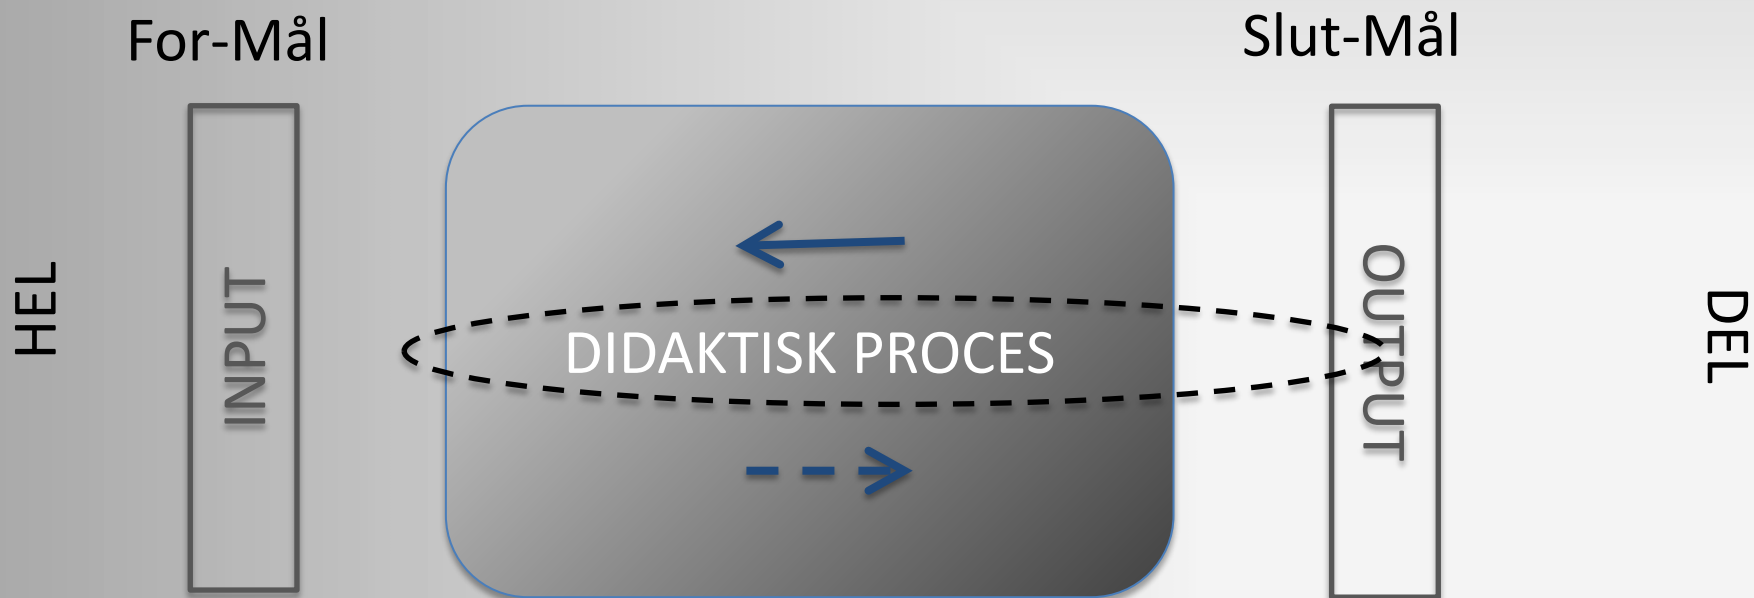 For-Mål
Slut-Mål
HEL
INPUT
DIDAKTISK PROCES
OUTPUT
DEL